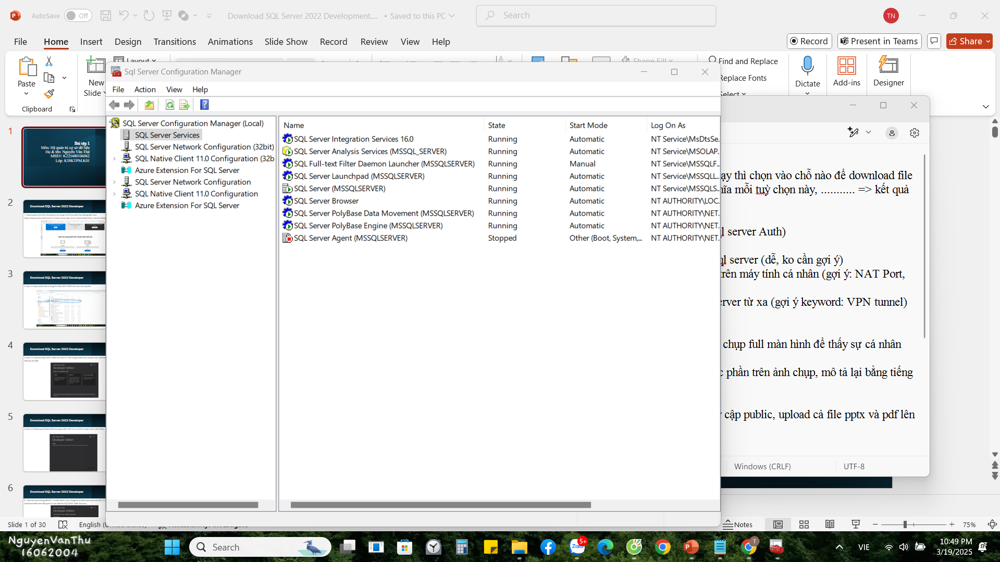 AutoSave
Off
Download SQL Server 2022 Development.... • Saved to this PC
Search
TN
File
Home
Insert
Design
Transitions
Animations
Slide Show
Record
Review
View
Help
Record
Present in Teams
Share
Paste
Clipboard
New
Slide
Layout
Shape Fill
Find and Replace
Replace Fonts
Select
Dictate
Add-ins
Designer
Sql Server Configuration Manager
File
Action
View
Help
SQL Server Configuration Manager (Local)
SQL Server Services
SQL Server Network Configuration (32bit)
SQL Native Client 11.0 Configuration (32b
Azure Extension For SQL Server
SQL Server Network Configuration
SQL Native Client 11.0 Configuration
Azure Extension For SQL Server
Name State Start Mode Log On As
SQL Server Integration Services 16.0 Running Automatic NT Service\MsDtsSe...
SQL Server Analysis Services (MSSQL_SERVER) Running Automatic NT Service\MSOLAP...
SQL Full-text Filter Daemon Launcher (MSSQLSERVER) Running Manual NT Service\MSSQLF...
SQL Server Launchpad (MSSQLSERVER) Running Automatic NT Service\MSSQLL...
SQL Server (MSSQLSERVER) Running Automatic NT Service\MSSQLS...
SQL Server Browser Running Automatic NT AUTHORITY\LOC...
SQL Server PolyBase Data Movement (MSSQLSERVER) Running Automatic NT AUTHORITY\NET...
SQL Server PolyBase Engine (MSSQLSERVER) Running Automatic NT AUTHORITY\NET...
SQL Server Agent (MSSQLSERVER) Stopped Other (Boot, System,... NT AUTHORITY\NET...
ạy thì chọn vào chỗ nào để download file
ĩa mỗi tuỳ chọn này, ........... => kết quả
l server Auth)
ql server (dễ, ko cần gợi ý)
trên máy tính cá nhân (gợi ý: NAT Port,
erver từ xa (gợi ý keyword: VPN tunnel)
chụp full màn hình để thấy sự cá nhân
c phần trên ảnh chụp, mô tả lại bằng tiếng
cập public, upload cả file pptx và pdf lên
Windows (CRLF)
UTF-8
1
Bài tập 1
Môn: Hệ quản trị cơ sở dữ liệu
Họ & tên: Nguyễn Văn Thứ
MSSV: K225480106062
Lớp: K58KTPM.K01
2
Download SQL Server 2022 Developer
3
Download SQL Server 2022 Developer
4
Download SQL Server 2022 Developer
Developer Edition
5
Download SQL Server 2022 Developer
Developer Edition
6
Download SQL Server 2022 Developer
Developer Edition
Slide 1 of 30
Notes
75%
NguyenVanThu
16062004
Search
5+
Zalo
T
VIE
10:49 PM
3/19/2025